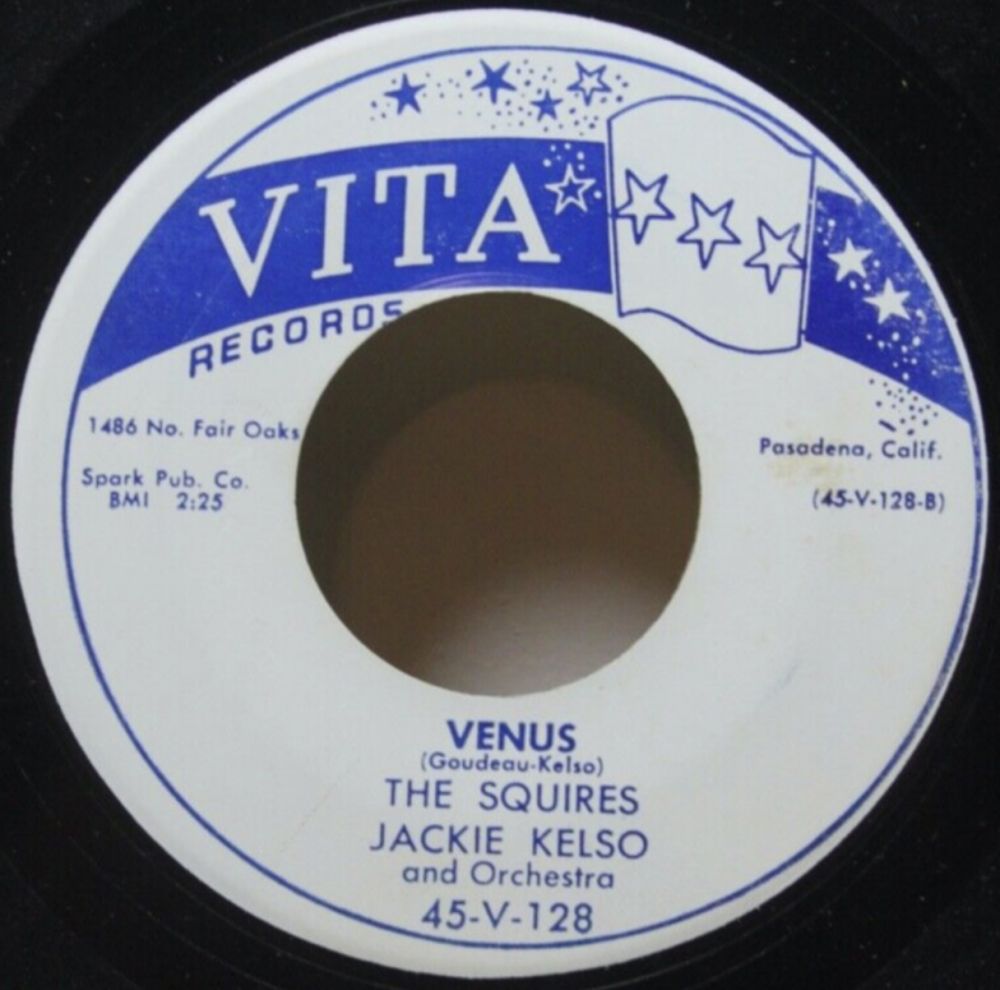 VITA
RECORDS
1486 No. Fair Oaks
Pasadena, Calif.
Spark Pub. Co.
BMI 2:25
(45-V-128-B)
VENUS
(Goudeau-Kelso)
THE SQUIRES
JACKIE KELSO
and Orchestra
45-V-128